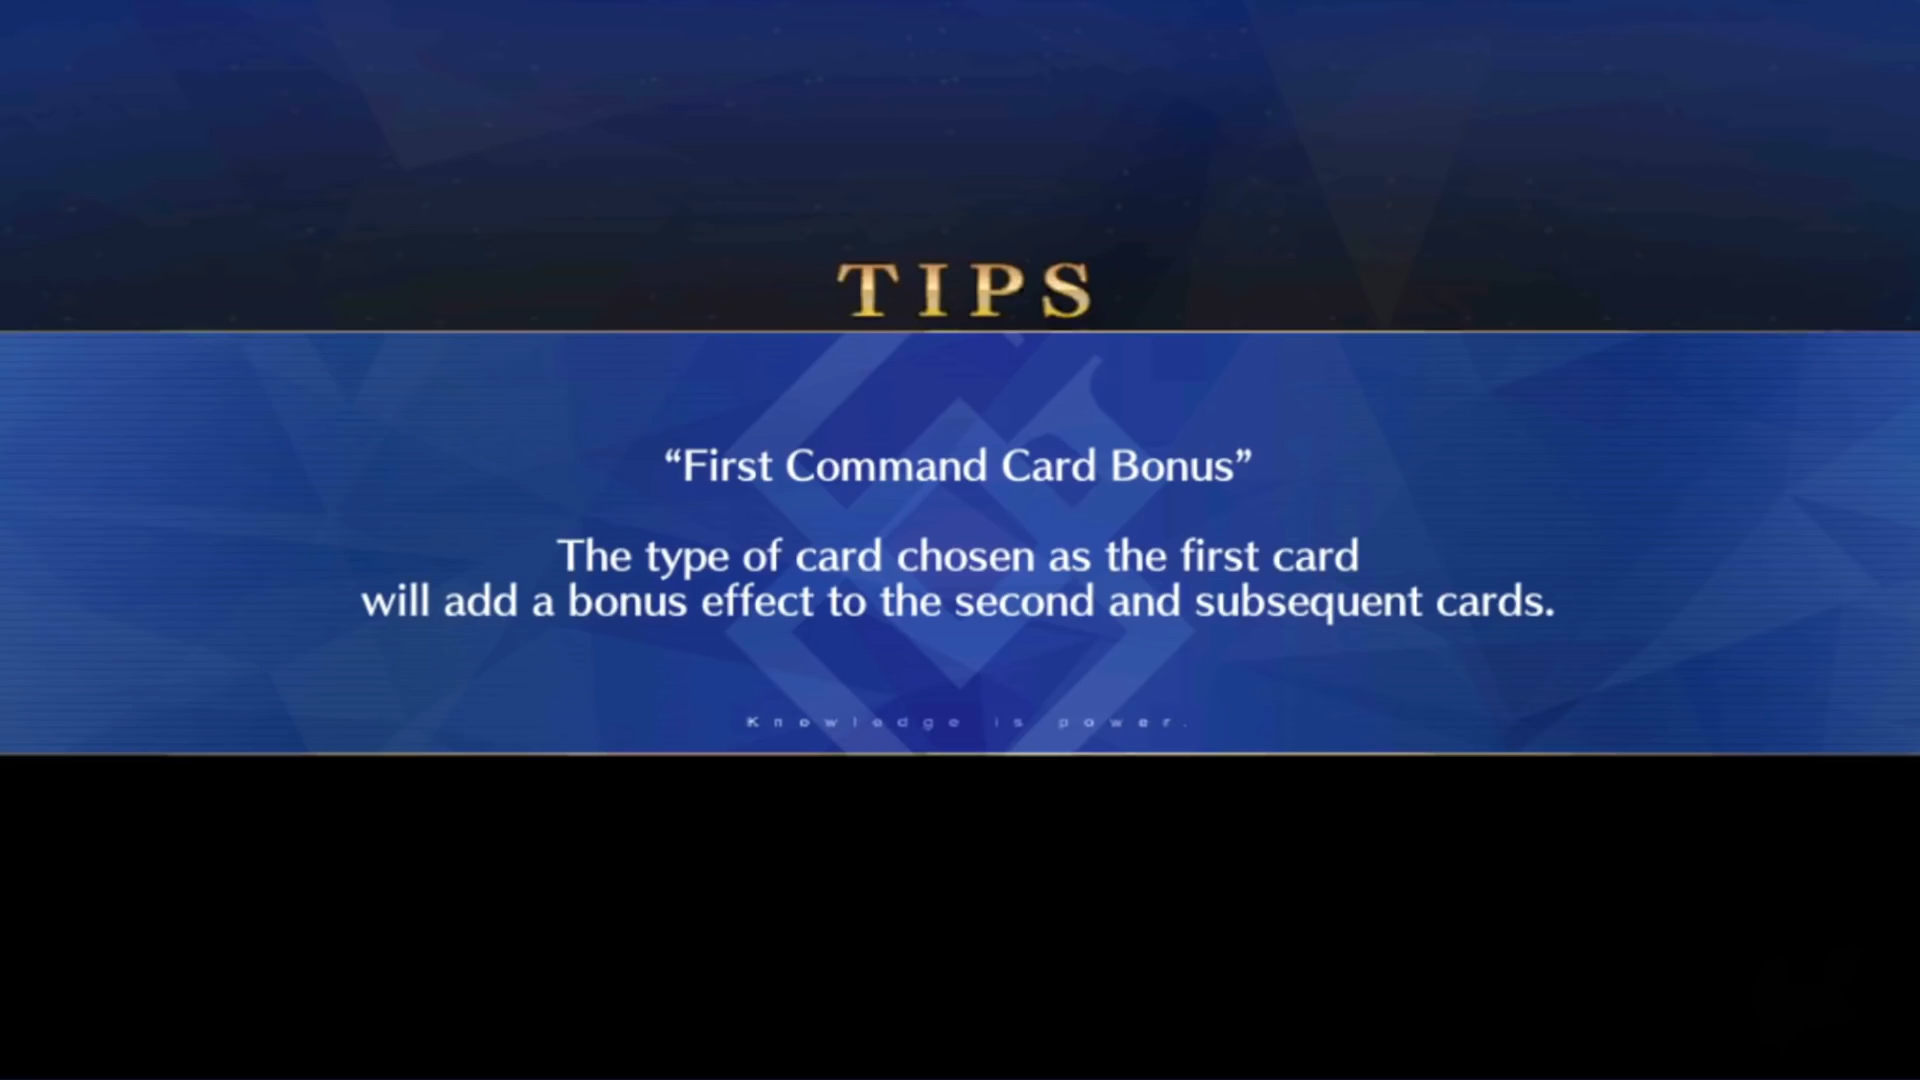 TIPS
“First Command Card Bonus”
The type of card chosen as the first card
will add a bonus effect to the second and subsequent cards.
Knowledge is power.